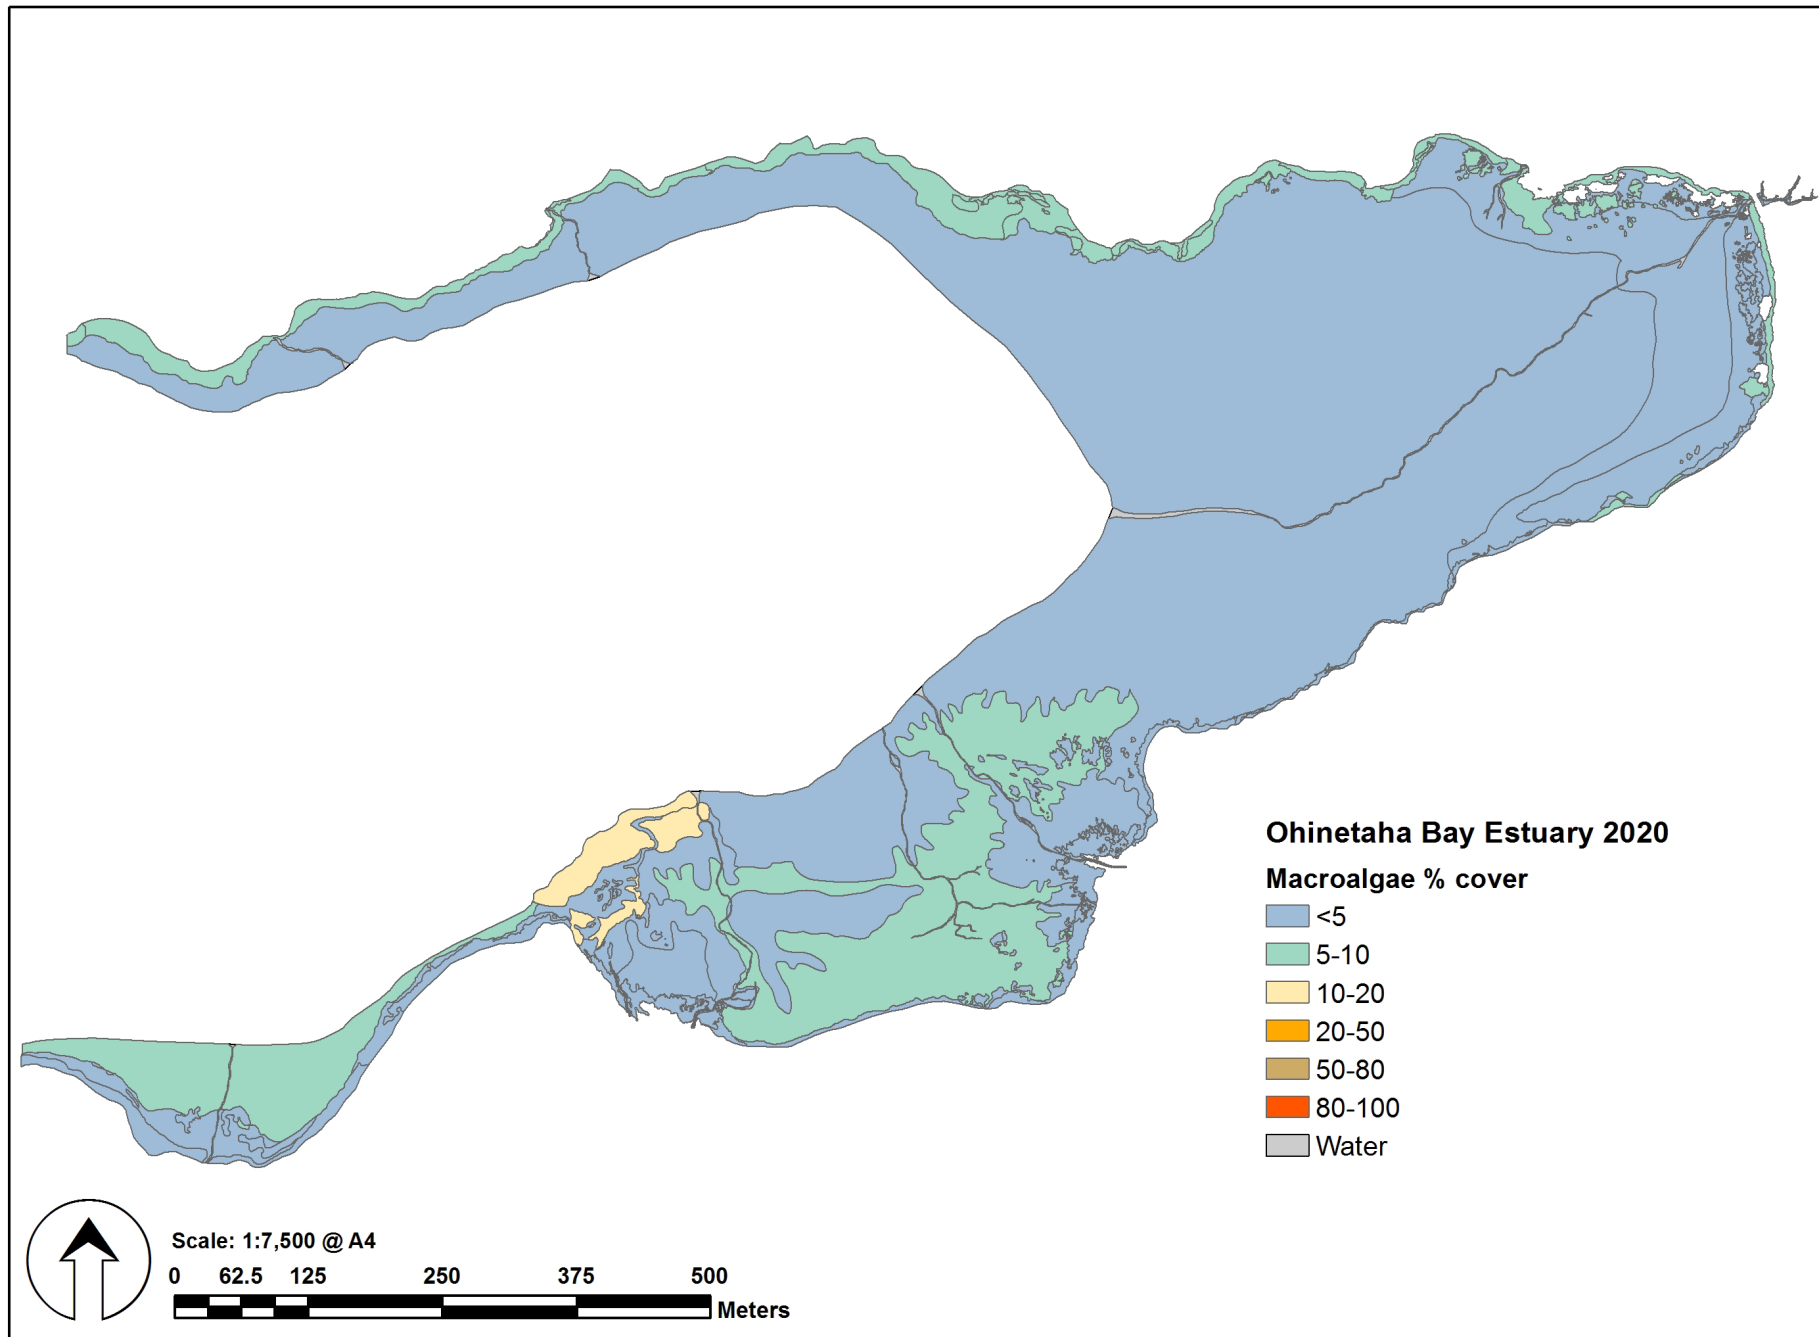 Ohinetaha Bay Estuary 2020
Macroalgae % cover
<5
5-10
10-20
20-50
50-80
80-100
Water
Scale: 1:7,500 @ A4
0 62.5 125 250 375 500
Meters